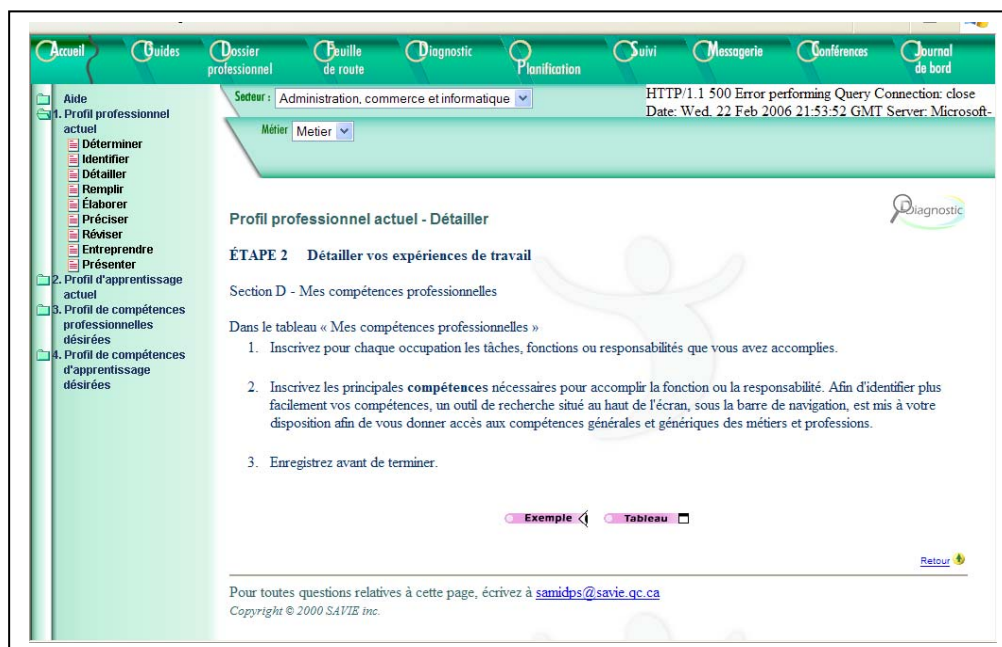 Accueil
Guides
Dossier
professionnel
Feuille
de route
Diagnostic
Planification
Suivi
Messagerie
Conférences
Journal
de bord
Aide
1. Profil professionnel
actuel
Déterminer
Identifier
Détailler
Remplir
Élaborer
Préciser
Réviser
Entreprendre
Présenter
2. Profil d'apprentissage
actuel
3. Profil de compétences
professionnelles
désirées
4. Profil de compétences
d'apprentissage
désirées
Secteur : Administration, commerce et informatique
Métier Metier
HTTP/1.1 500 Error performing Query Connection: close
Date: Wed, 22 Feb 2006 21:53:52 GMT Server: Microsoft-
Diagnostic
Profil professionnel actuel - Détailler
ÉTAPE 2 Détailler vos expériences de travail
Section D - Mes compétences professionnelles
Dans le tableau « Mes compétences professionnelles »
1. Inscrivez pour chaque occupation les tâches, fonctions ou responsabilités que vous avez accomplies.
2. Inscrivez les principales compétences nécessaires pour accomplir la fonction ou la responsabilité. Afin d'identifier plus
facilement vos compétences, un outil de recherche situé au haut de l'écran, sous la barre de navigation, est mis à votre
disposition afin de vous donner accès aux compétences générales et génériques des métiers et professions.
3. Enregistrez avant de terminer.
Exemple Tableau
Retour
Pour toutes questions relatives à cette page, écrivez à samidps@savie.qc.ca
Copyright © 2000 SAVIE inc.